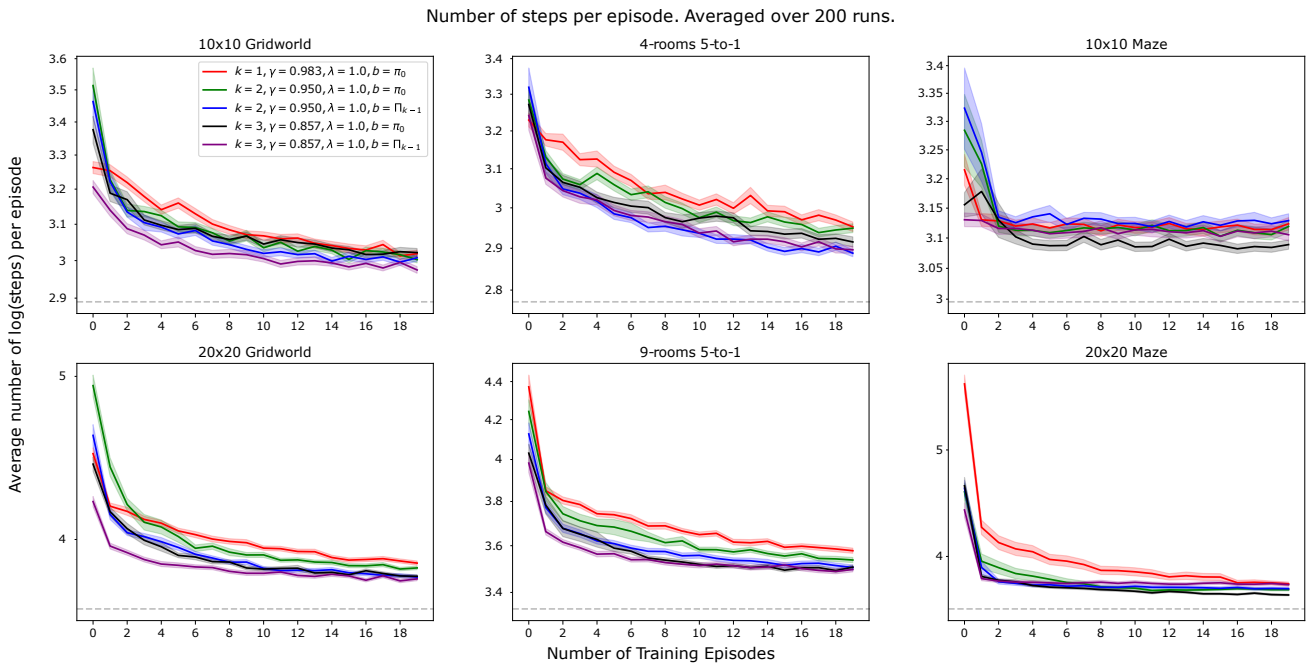 Number of steps per episode. Averaged over 200 runs.
10x10 Gridworld
4-rooms 5-to-1
10x10 Maze
k = 1, γ = 0.983, λ = 1.0, b = π₀
k = 2, γ = 0.950, λ = 1.0, b = π₀
k = 2, γ = 0.950, λ = 1.0, b = Πₖ₋₁
k = 3, γ = 0.857, λ = 1.0, b = π₀
k = 3, γ = 0.857, λ = 1.0, b = Πₖ₋₁
3.6
3.5
3.4
3.3
3.2
3.1
3
2.9
0 2 4 6 8 10 12 14 16 18
3.4
3.3
3.2
3.1
3
2.9
2.8
0 2 4 6 8 10 12 14 16 18
3.4
3.35
3.3
3.25
3.2
3.15
3.1
3.05
3
0 2 4 6 8 10 12 14 16 18
20x20 Gridworld
9-rooms 5-to-1
20x20 Maze
5
4
0 2 4 6 8 10 12 14 16 18
4.4
4.2
4
3.8
3.6
3.4
0 2 4 6 8 10 12 14 16 18
5
4
0 2 4 6 8 10 12 14 16 18
Average number of log(steps) per episode
Number of Training Episodes